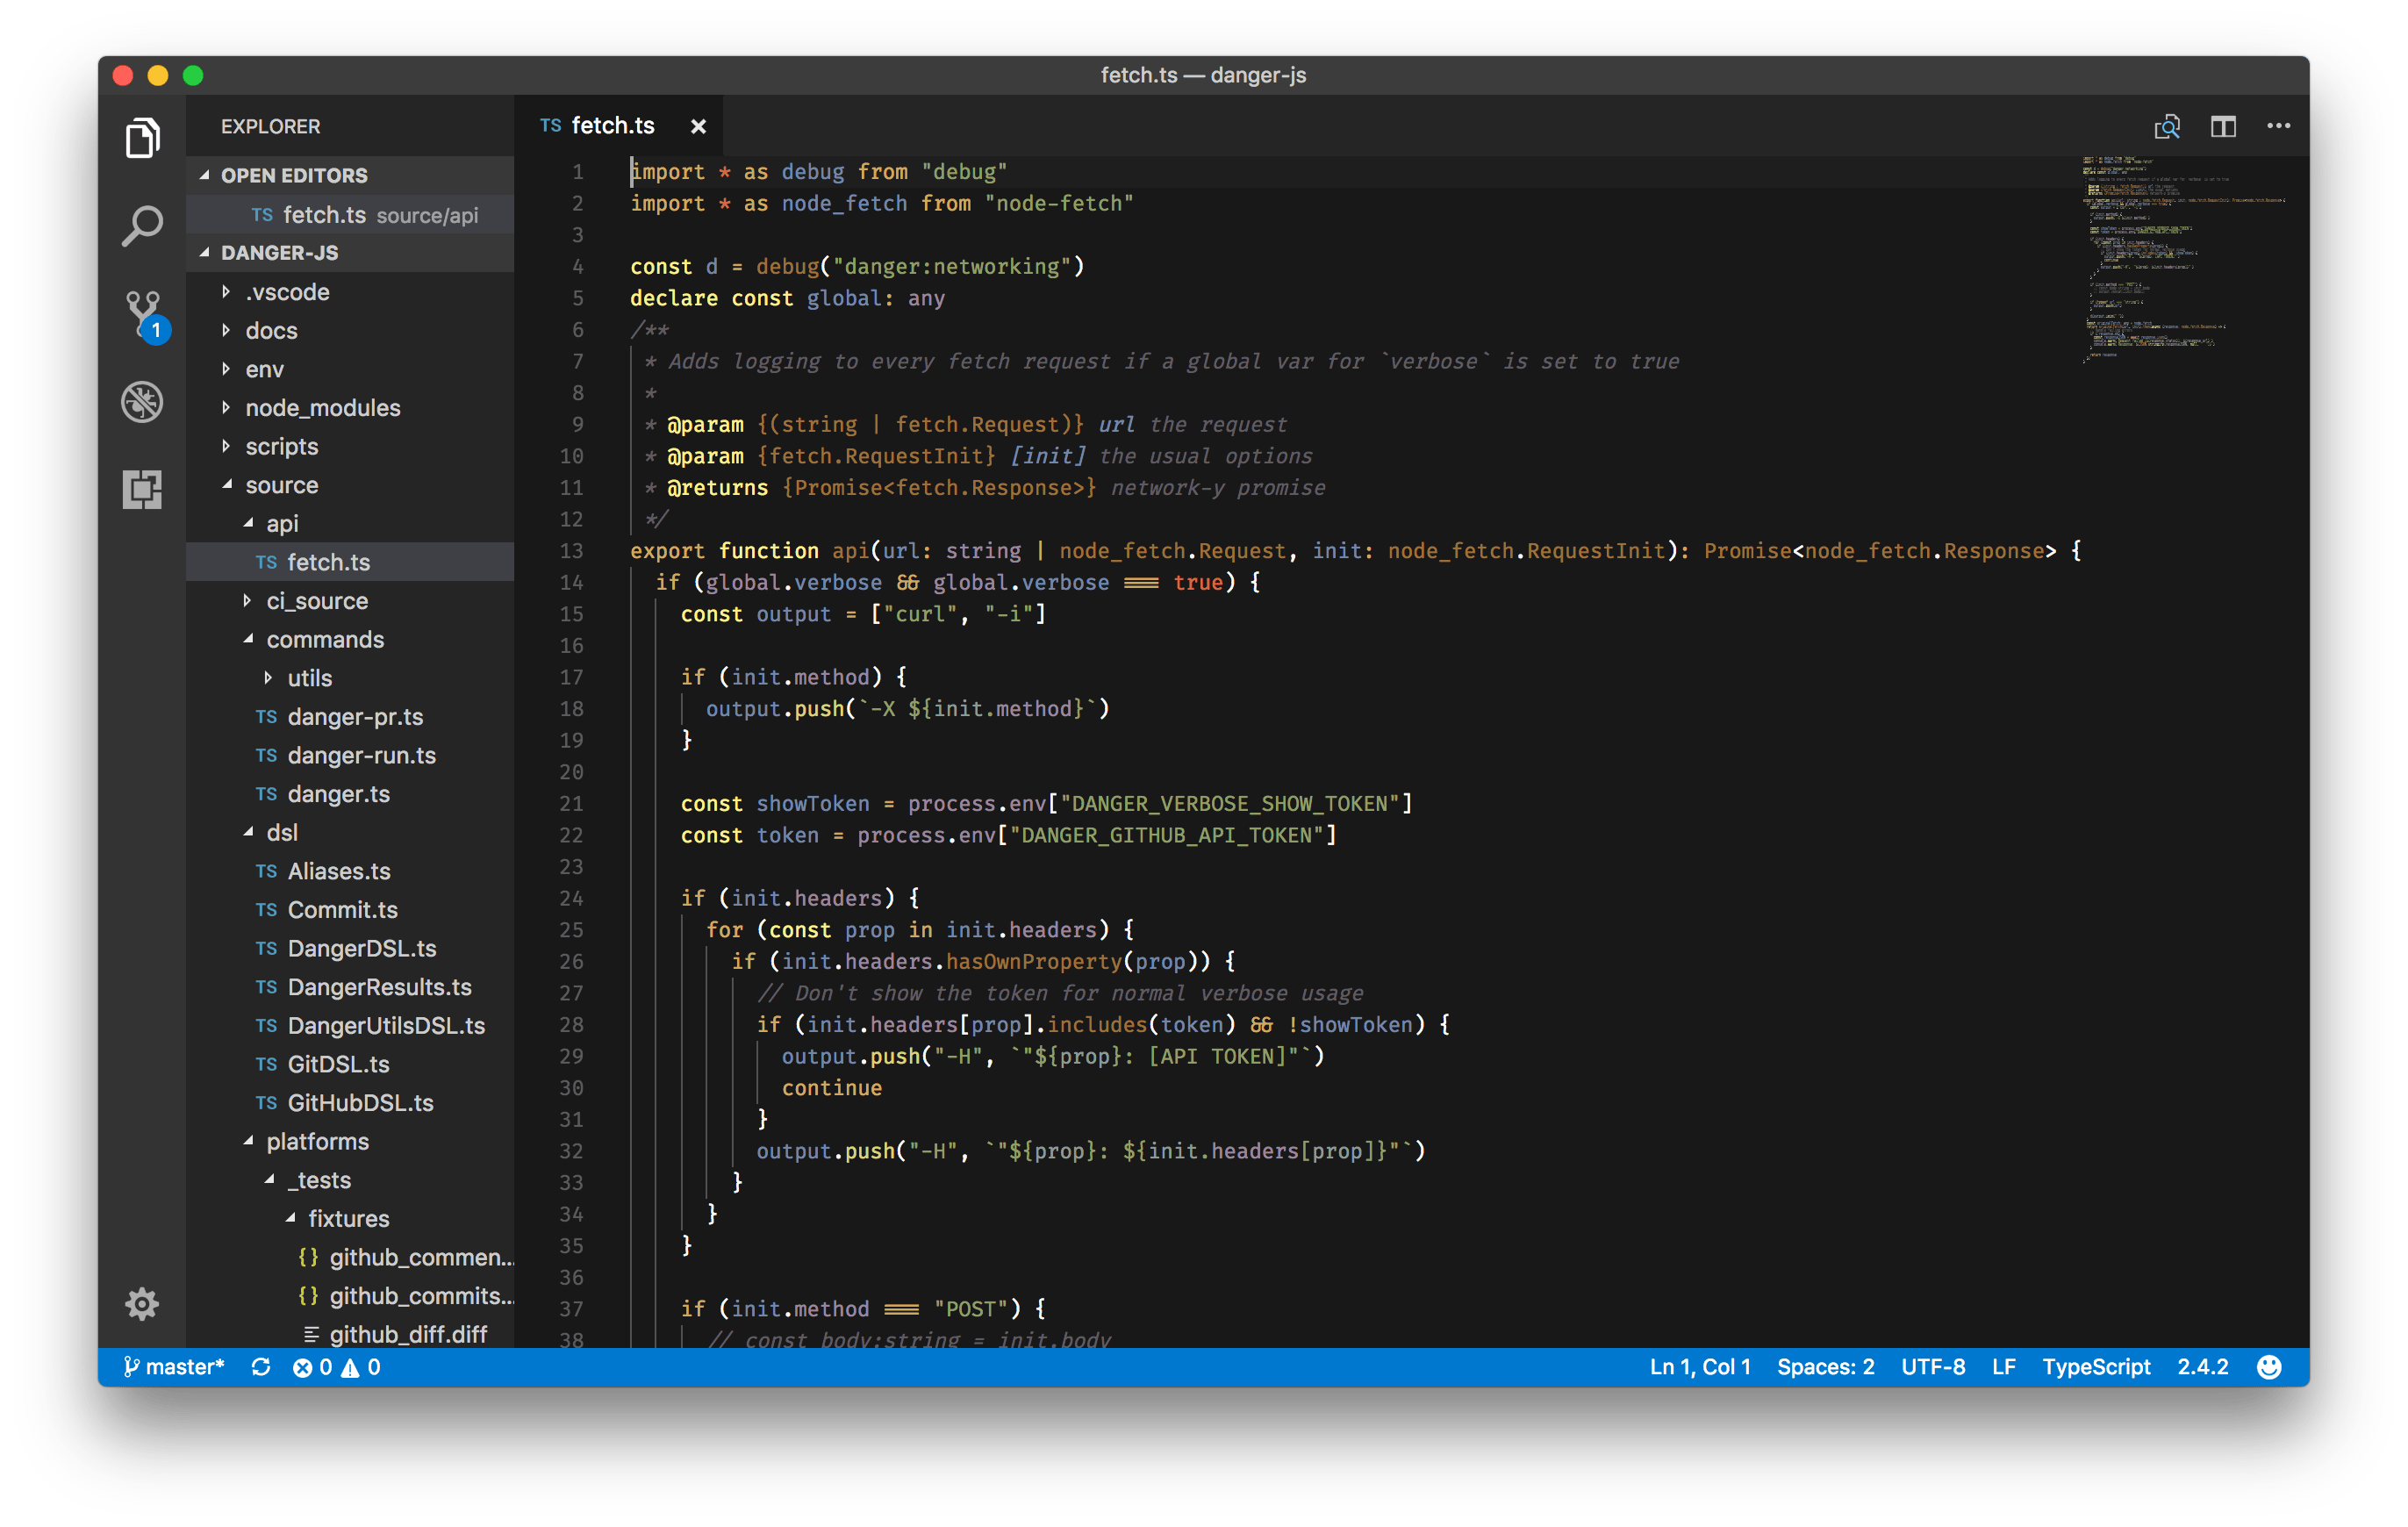 fetch.ts — danger-js
EXPLORER
OPEN EDITORS
TS fetch.ts source/api
DANGER-JS
.vscode
docs
env
node_modules
scripts
source
api
TS fetch.ts
ci_source
commands
utils
TS danger-pr.ts
TS danger-run.ts
TS danger.ts
dsl
TS Aliases.ts
TS Commit.ts
TS DangerDSL.ts
TS DangerResults.ts
TS DangerUtilsDSL.ts
TS GitDSL.ts
TS GitHubDSL.ts
platforms
_tests
fixtures
{} github_commen...
{} github_commits...
github_diff.diff
1
TS fetch.ts ×
1 import * as debug from "debug"
2 import * as node_fetch from "node-fetch"
3
4 const d = debug("danger:networking")
5 declare const global: any
6 /**
7 * Adds logging to every fetch request if a global var for `verbose` is set to true
8 *
9 * @param {(string | fetch.Request)} url the request
10 * @param {fetch.RequestInit} [init] the usual options
11 * @returns {Promise<fetch.Response>} network-y promise
12 */
13 export function api(url: string | node_fetch.Request, init: node_fetch.RequestInit): Promise<node_fetch.Response> {
14 if (global.verbose && global.verbose === true) {
15 const output = ["curl", "-i"]
16
17 if (init.method) {
18 output.push(`-X ${init.method}`)
19 }
20
21 const showToken = process.env["DANGER_VERBOSE_SHOW_TOKEN"]
22 const token = process.env["DANGER_GITHUB_API_TOKEN"]
23
24 if (init.headers) {
25 for (const prop in init.headers) {
26 if (init.headers.hasOwnProperty(prop)) {
27 // Don't show the token for normal verbose usage
28 if (init.headers[prop].includes(token) && !showToken) {
29 output.push("-H", `"${prop}: [API TOKEN]"`)
30 continue
31 }
32 output.push("-H", `"${prop}: ${init.headers[prop]}"`)
33 }
34 }
35 }
36
37 if (init.method === "POST") {
38 // const body:string = init.body
master* 0 0
Ln 1, Col 1 Spaces: 2 UTF-8 LF TypeScript 2.4.2